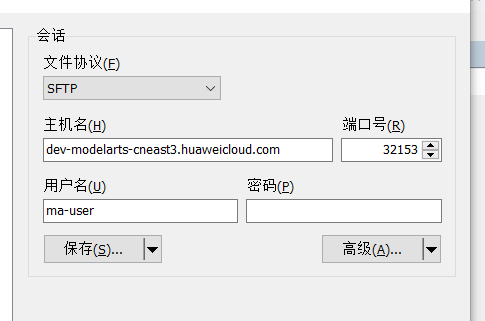 会话
文件协议(F)
SFTP
主机名(H) 端口号(R)
dev-modelarts-cneast3.huaweicloud.com 32153
用户名(U) 密码(P)
ma-user
保存(S)... 高级(A)...